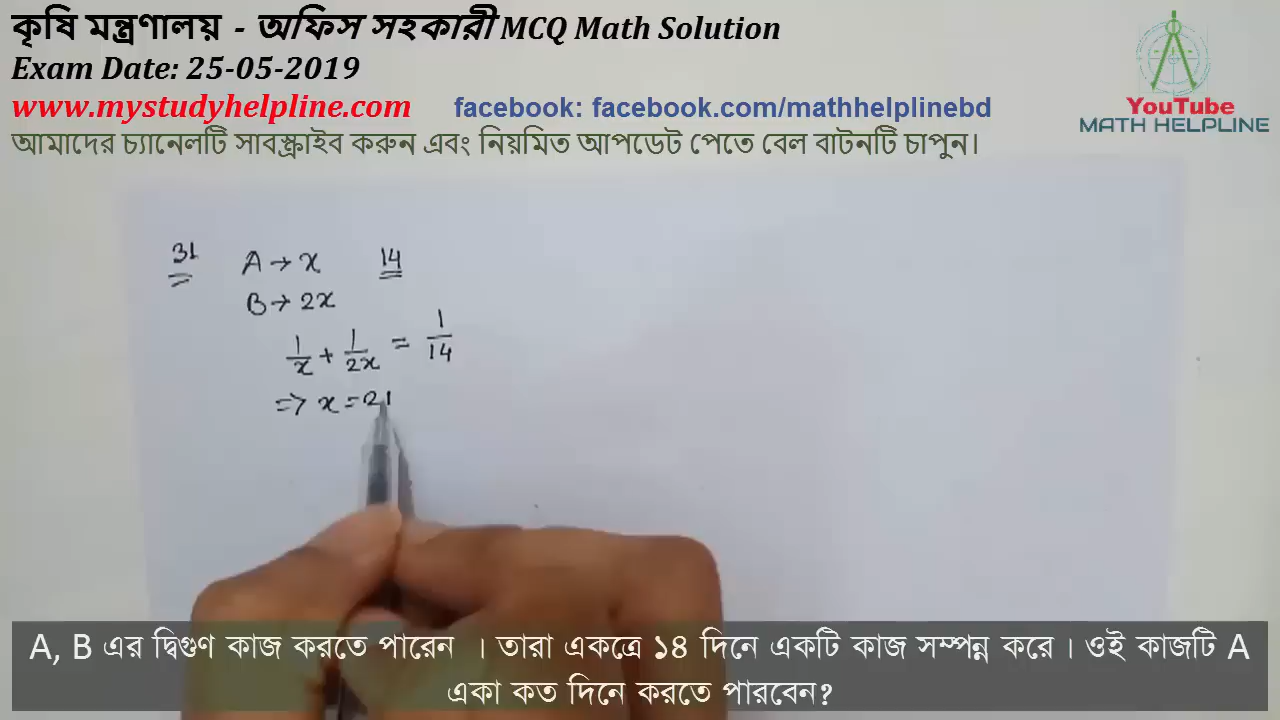 কৃষি মন্ত্রণালয় - অফিস সহকারী MCQ Math Solution
Exam Date: 25-05-2019
www.mystudyhelpline.com facebook: facebook.com/mathhelplinebd
YouTube
MATH HELPLINE
আমাদের চ্যানেলটি সাবস্ক্রাইব করুন এবং নিয়মিত আপডেট পেতে বেল বাটনটি চাপুন।
31 A → x 14
B → 2x
1/x + 1/2x = 1/14
=> x = 21
A, B এর দ্বিগুণ কাজ করতে পারেন । তারা একত্রে ১৪ দিনে একটি কাজ সম্পন্ন করে। ওই কাজটি A
একা কত দিনে করতে পারবেন?